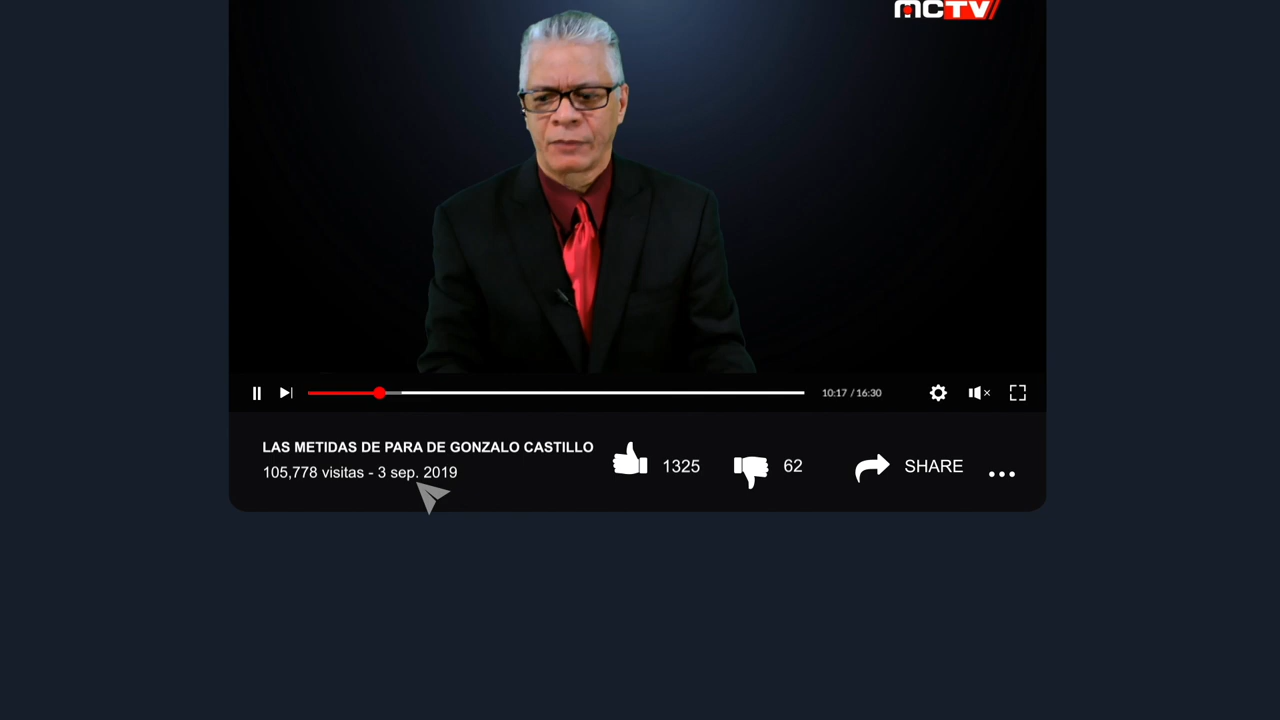 MCTV
10:17 / 16:30
LAS METIDAS DE PARA DE GONZALO CASTILLO
105,778 visitas - 3 sep. 2019
1325
62
SHARE